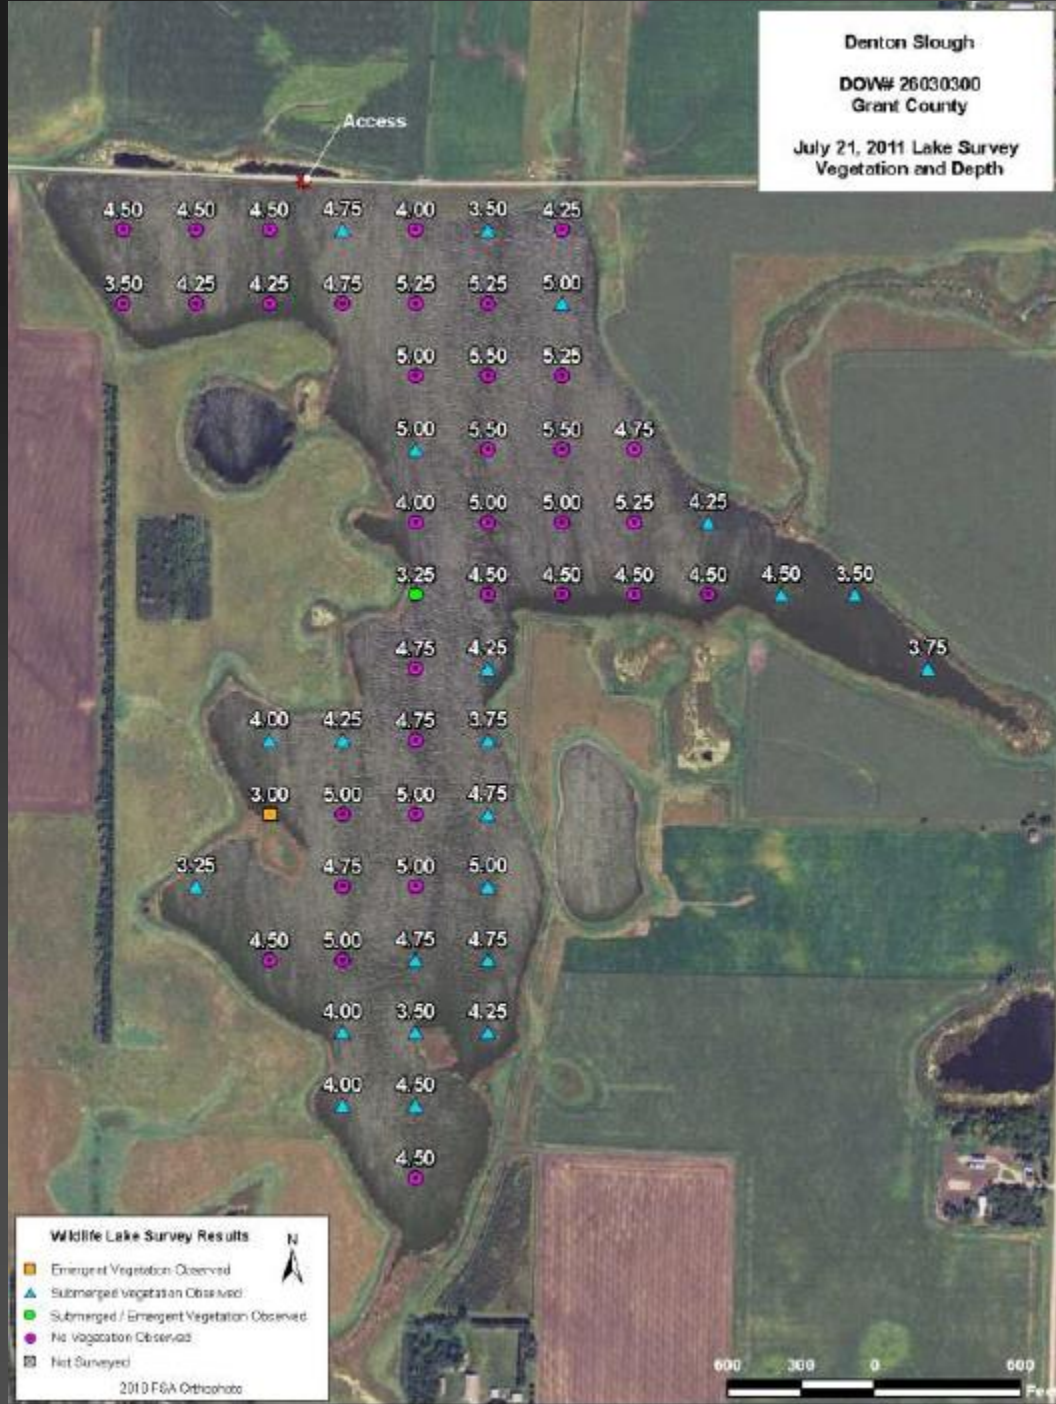 Denton Slough
DOW# 26030300
Grant County
July 21, 2011 Lake Survey
Vegetation and Depth
Access
4.50 4.50 4.50 4.75 4.00 3.50 4.25
3.50 4.25 4.25 4.75 5.25 5.25 5.00
5.00 5.50 5.25
5.00 5.50 5.50 4.75
4.00 5.00 5.00 5.25 4.25
3.25 4.50 4.50 4.50 4.50 4.50 3.50
4.75 4.25 3.75
4.00 4.25 4.75 3.75
3.00 5.00 5.00 4.75
3.25 4.75 5.00 5.00
4.50 5.00 4.75 4.75
4.00 3.50 4.25
4.00 4.50
4.50
Wildlife Lake Survey Results
N
Emergent Vegetation Observed
Submerged Vegetation Observed
Submerged / Emergent Vegetation Observed
No Vegetation Observed
Not Surveyed
2010 FSA Orthophoto
600 300 0 600
Fee